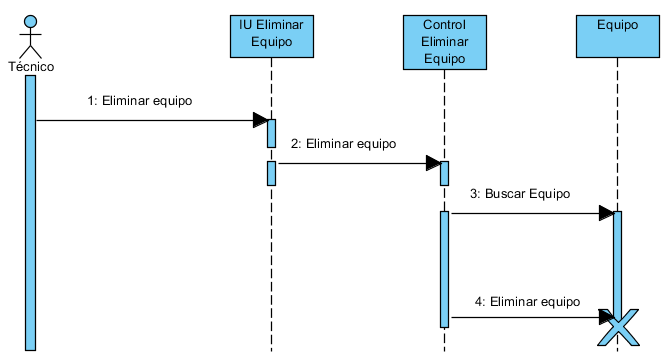 IU Eliminar
Equipo
Control
Eliminar
Equipo
Equipo
Técnico
1: Eliminar equipo
2: Eliminar equipo
3: Buscar Equipo
4: Eliminar equipo